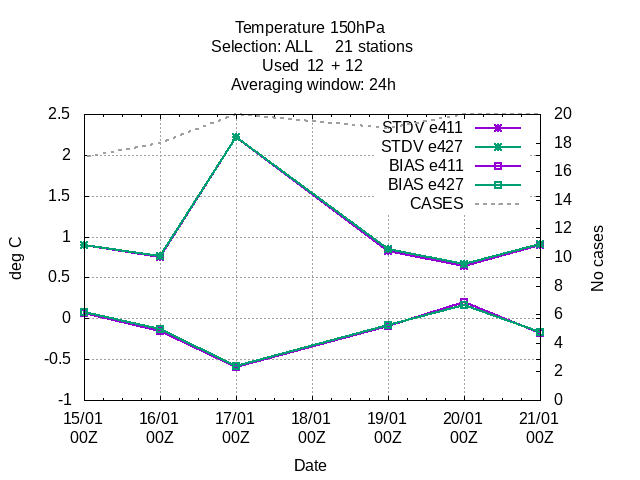 Temperature 150hPa
Selection: ALL     21 stations
Used  12 + 12
Averaging window: 24h
2.5
2
1.5
1
0.5
0
-0.5
-1
deg C
20
18
16
14
12
10
8
6
4
2
0
No cases
STDV e411
STDV e427
BIAS e411
BIAS e427
CASES
15/01 16/01 17/01 18/01 19/01 20/01 21/01
00Z 00Z 00Z 00Z 00Z 00Z 00Z
Date